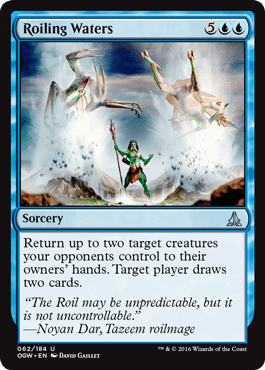 Roiling Waters 5
Sorcery
Return up to two target creatures
your opponents control to their
owners' hands. Target player draws
two cards.
“The Roil may be unpredictable, but it
is not uncontrollable.”
—Noyan Dar, Tazeem roilmage
062/184 U
OGW • EN DAVID GAILLET
™ & © 2016 Wizards of the Coast